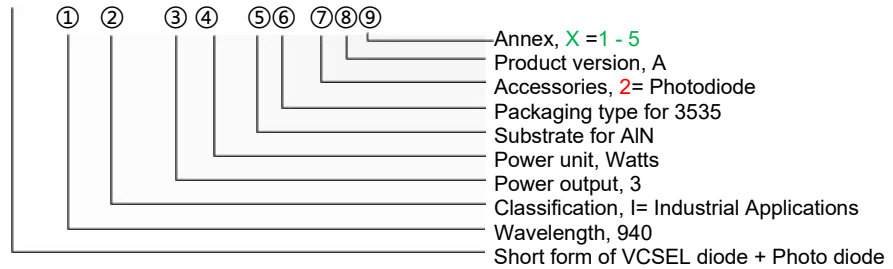 ① ② ③ ④ ⑤ ⑥ ⑦ ⑧ ⑨
Annex, X =1 - 5
Product version, A
Accessories, 2= Photodiode
Packaging type for 3535
Substrate for AlN
Power unit, Watts
Power output, 3
Classification, I= Industrial Applications
Wavelength, 940
Short form of VCSEL diode + Photo diode